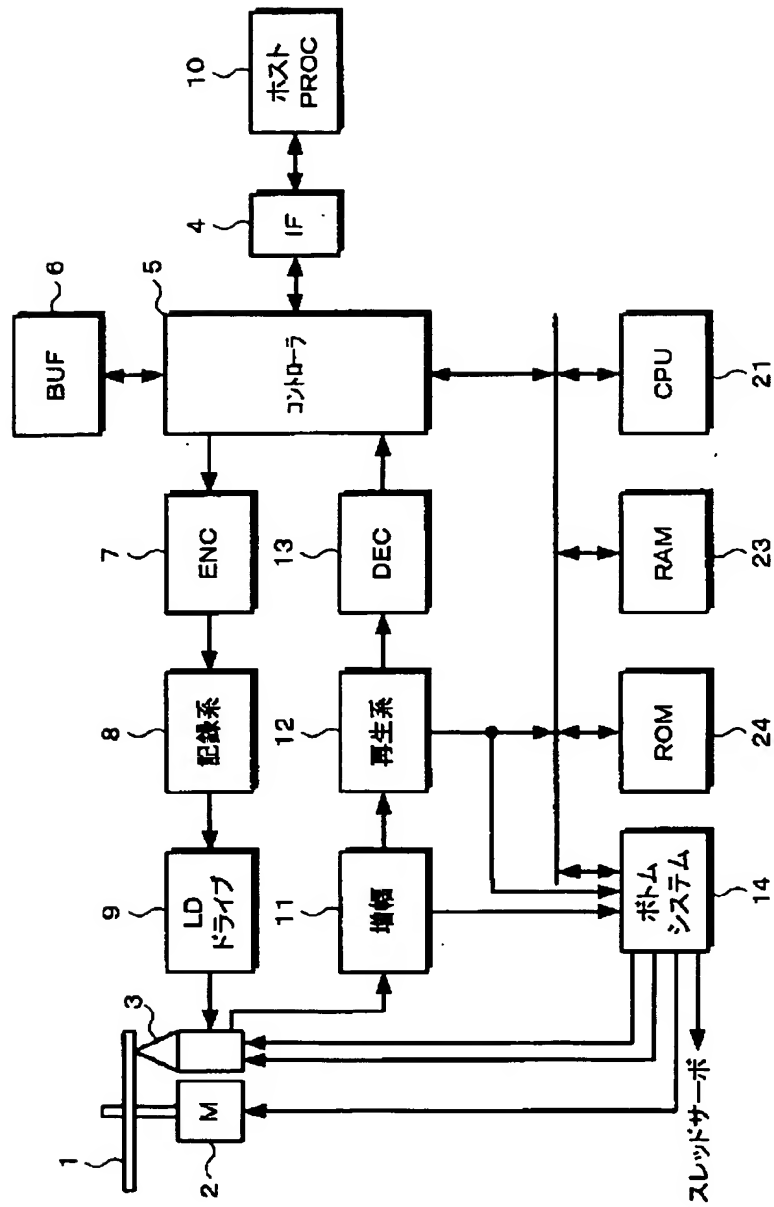 10
ホスト
PROC
4
IF
6
BUF
5
コントローラ
7
ENC
13
DEC
8
記録系
12
再生系
9
LD
ドライブ
11
増幅
3
1
M
2
CPU
21
RAM
23
ROM
24
ボトム
システム
14
スレッドサーボ